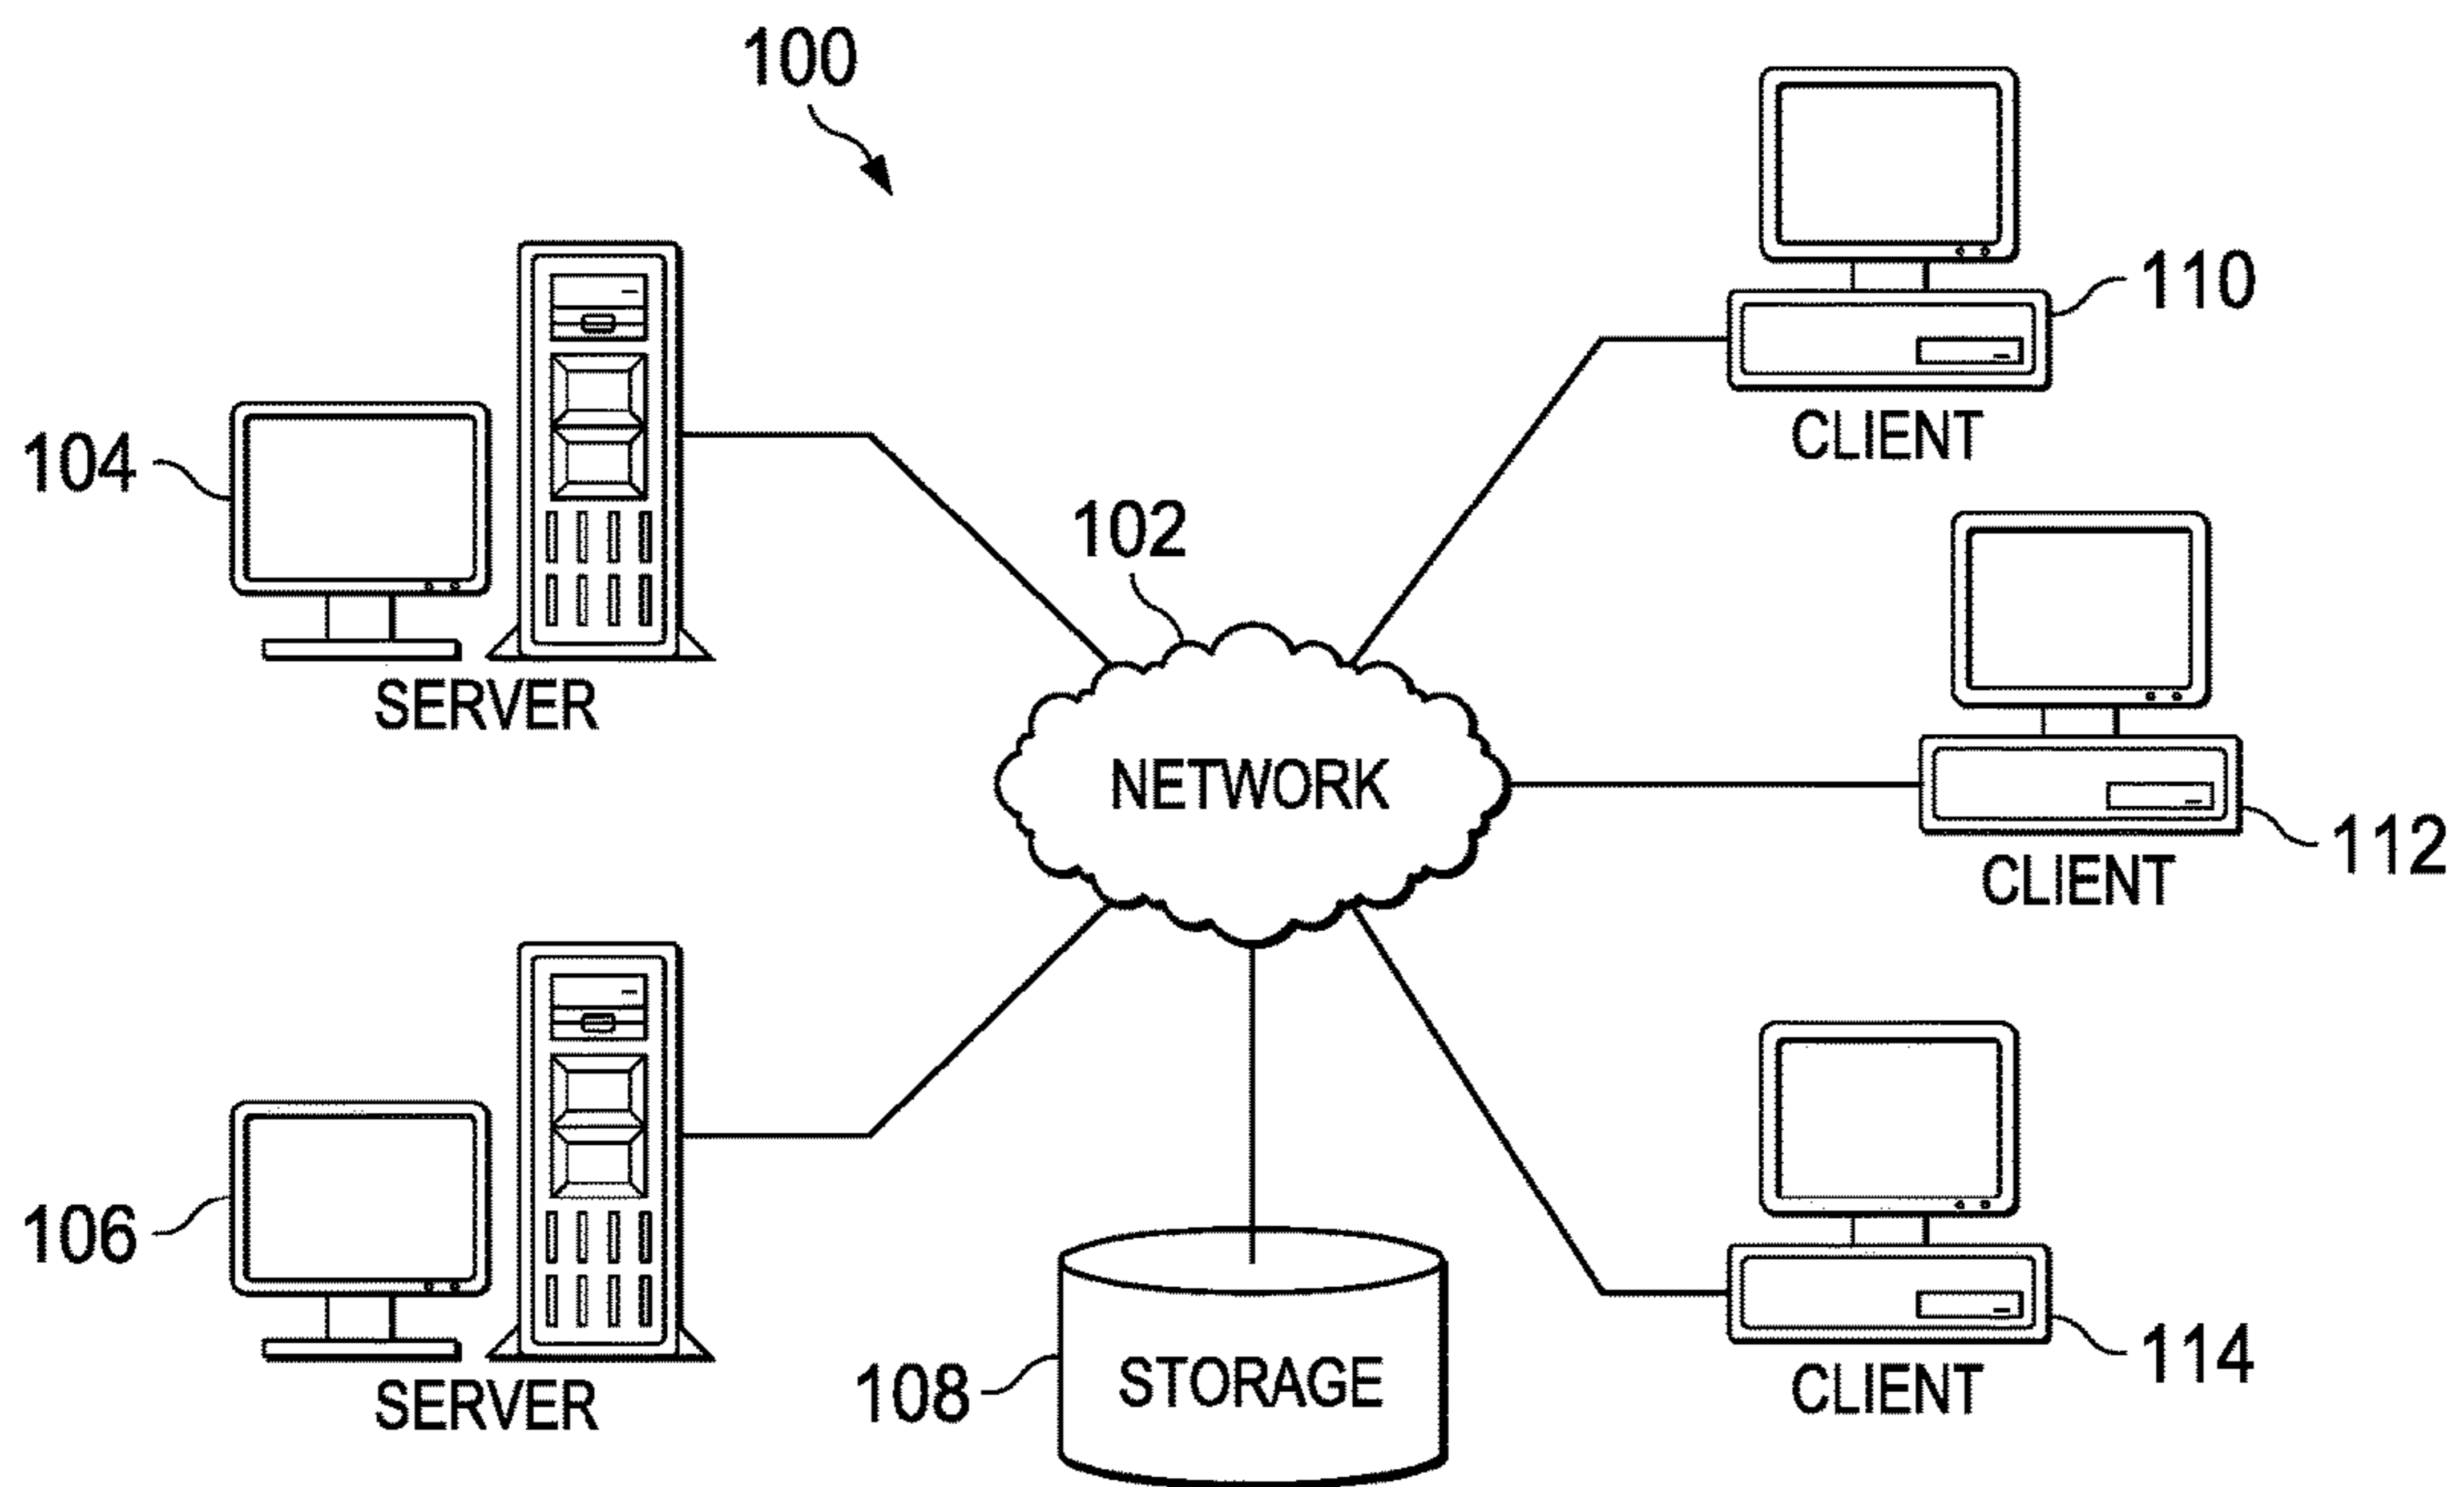 100
110
CLIENT
104
SERVER
102
NETWORK
112
CLIENT
106
SERVER
108
STORAGE
114
CLIENT